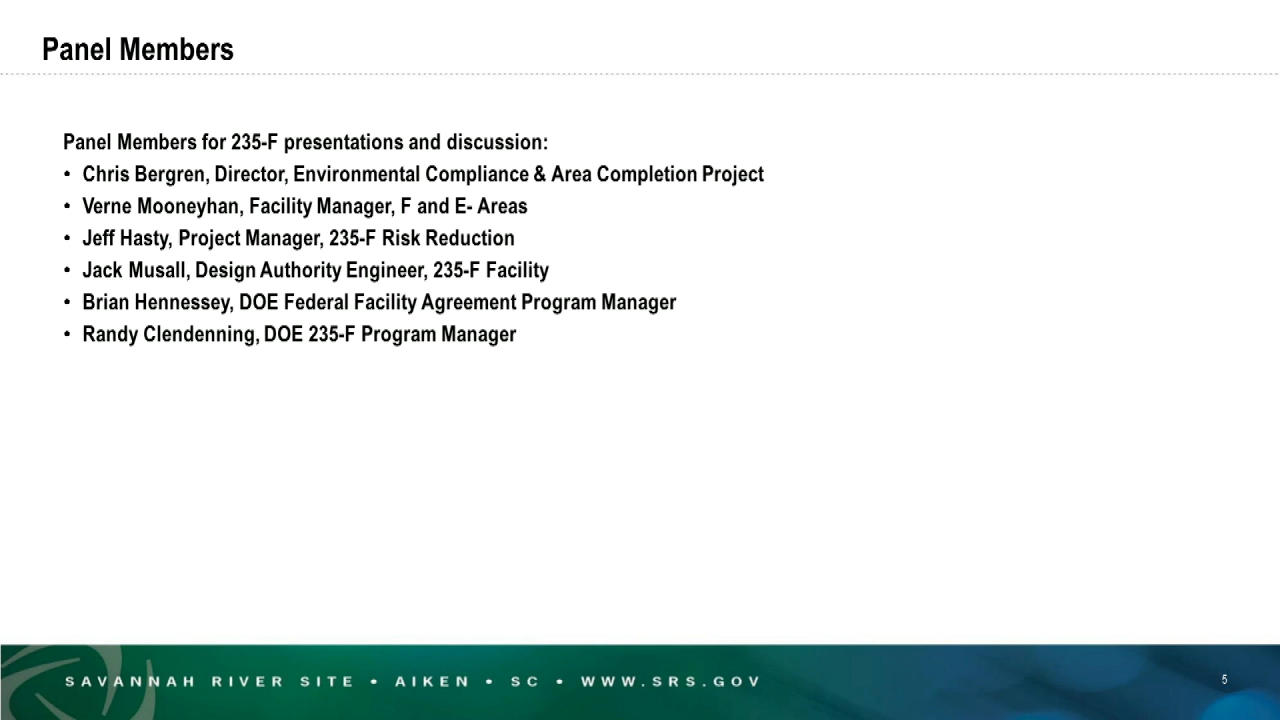 Panel Members
Panel Members for 235-F presentations and discussion:
• Chris Bergren, Director, Environmental Compliance & Area Completion Project
• Verne Mooneyhan, Facility Manager, F and E- Areas
• Jeff Hasty, Project Manager, 235-F Risk Reduction
• Jack Musall, Design Authority Engineer, 235-F Facility
• Brian Hennessey, DOE Federal Facility Agreement Program Manager
• Randy Clendenning, DOE 235-F Program Manager
SAVANNAH RIVER SITE • AIKEN • SC • WWW.SRS.GOV
5